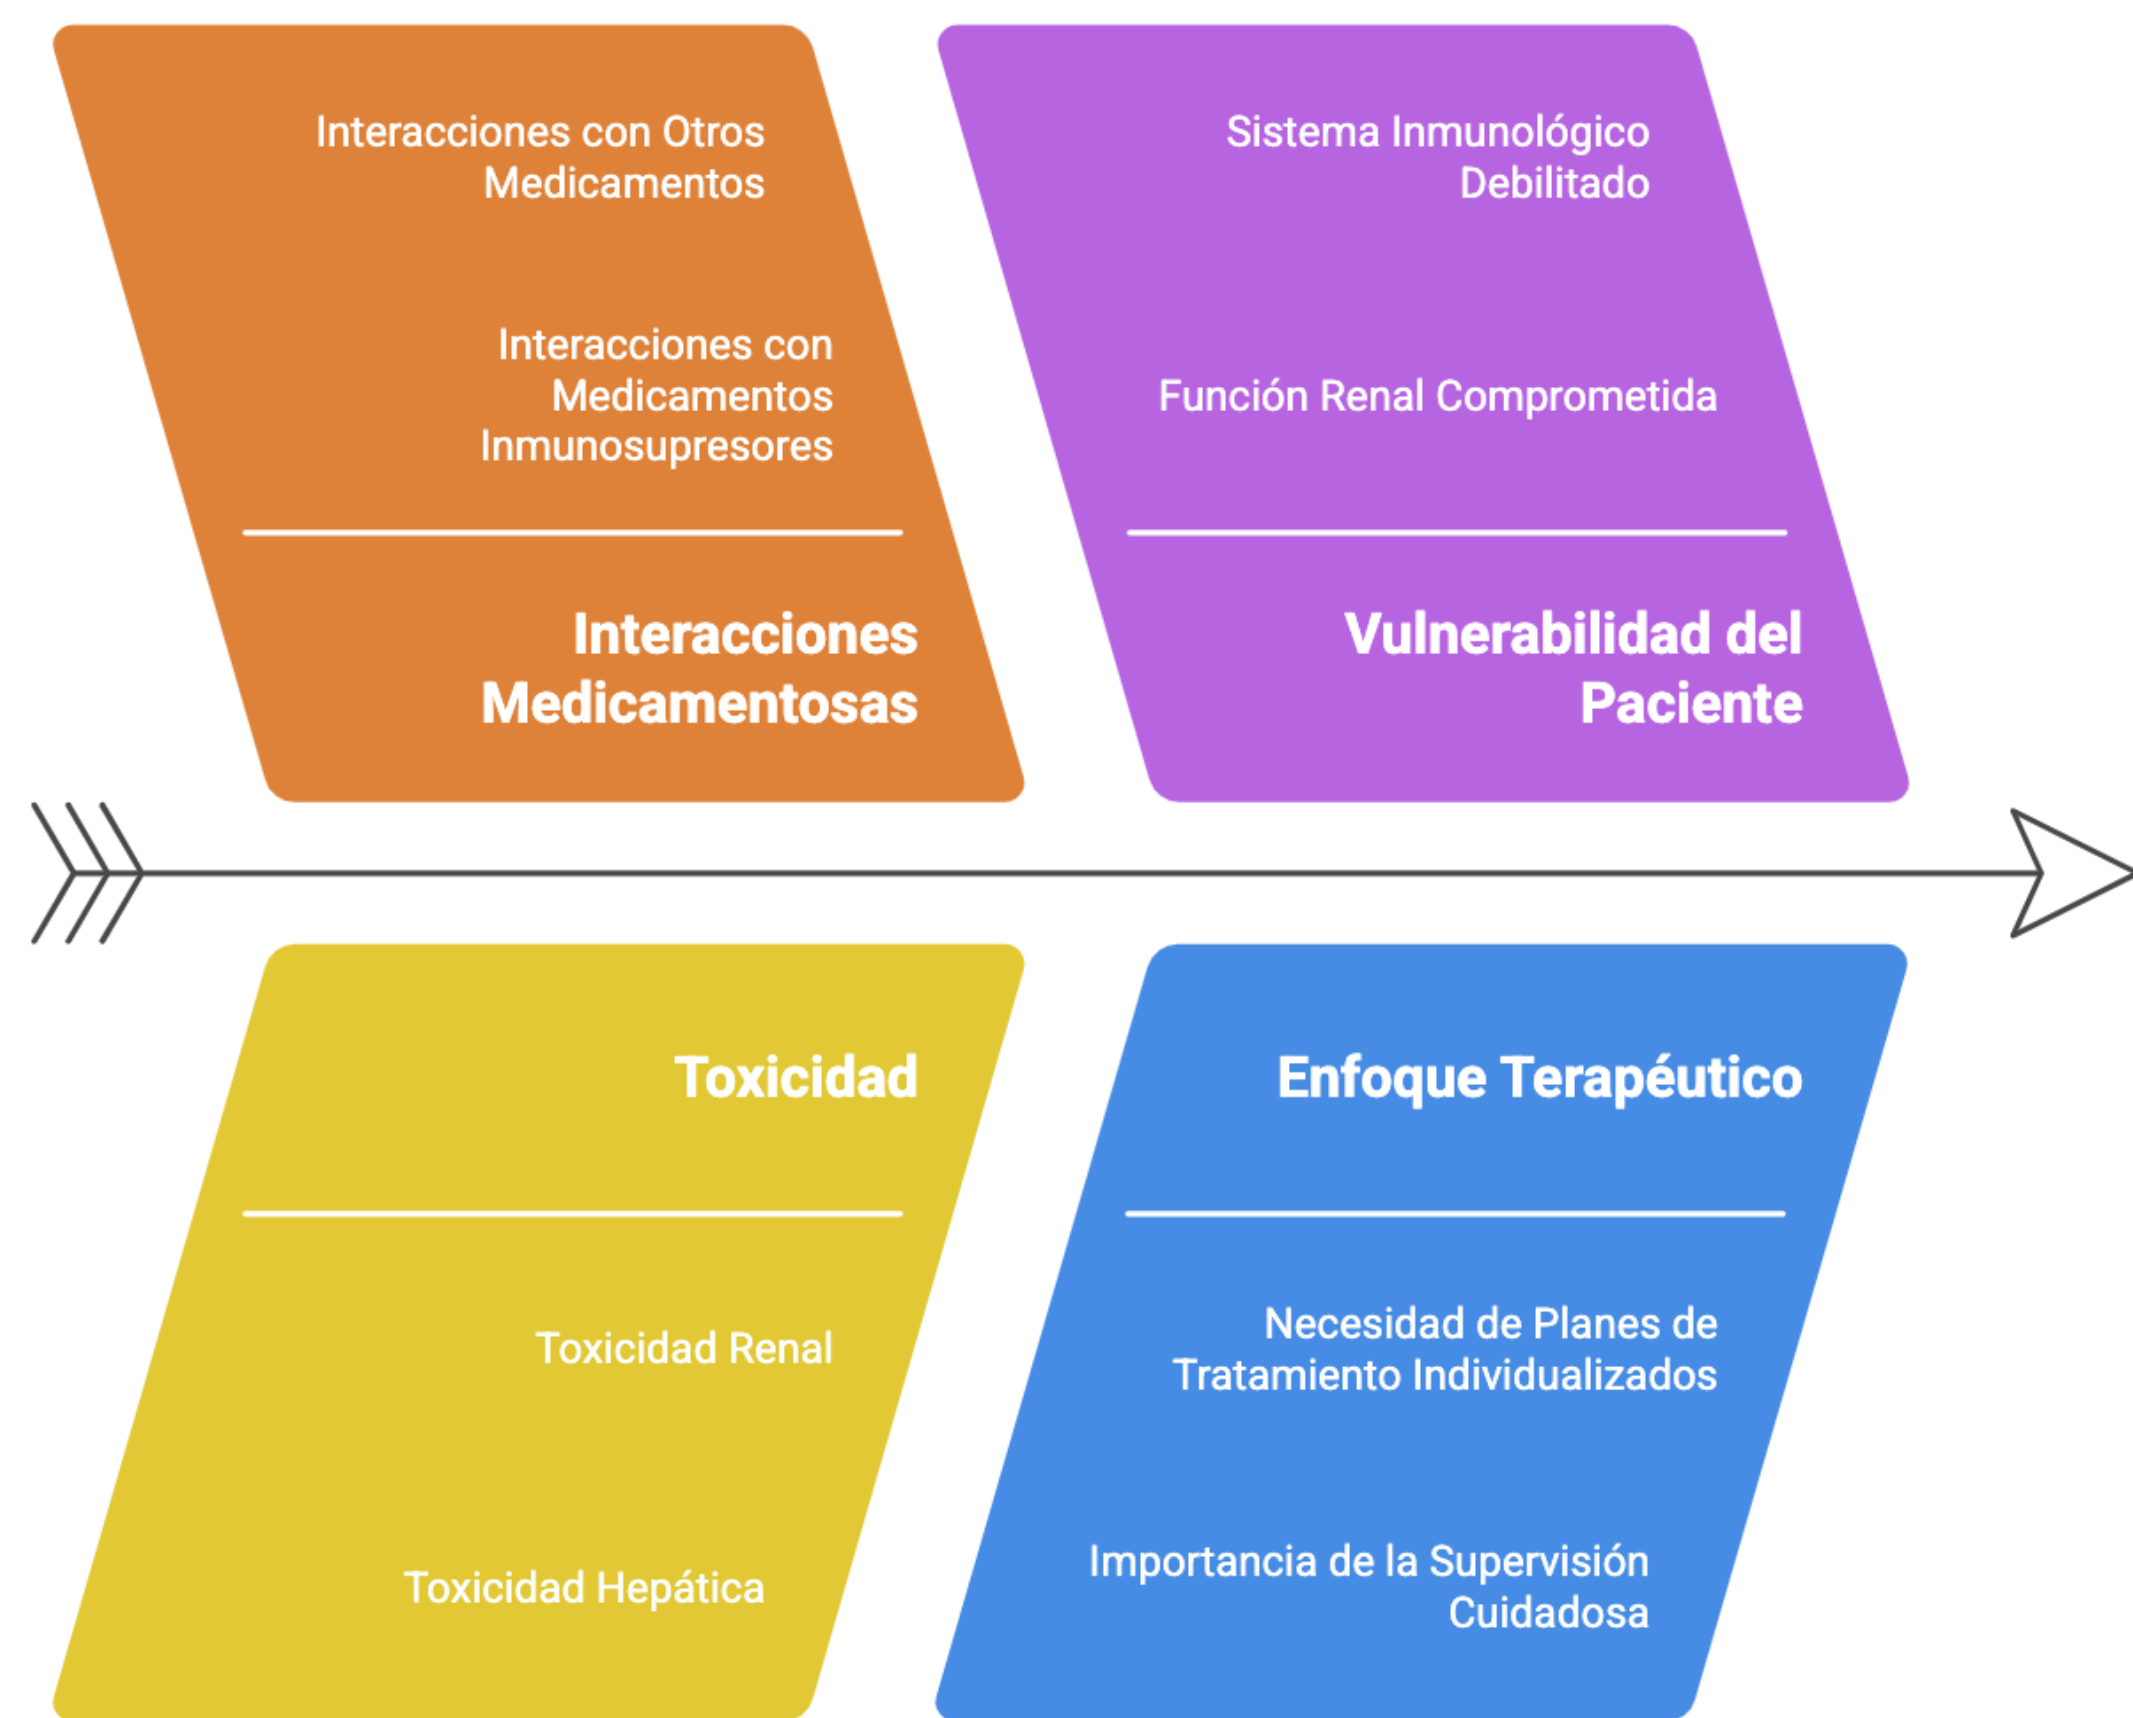 Interacciones con Otros
Medicamentos
Interacciones con
Medicamentos
Inmunosupresores
Interacciones
Medicamentosas
Sistema Inmunológico
Debilitado
Función Renal Comprometida
Vulnerabilidad del
Paciente
Toxicidad
Toxicidad Renal
Toxicidad Hepática
Enfoque Terapéutico
Necesidad de Planes de
Tratamiento Individualizados
Importancia de la Supervisión
Cuidadosa